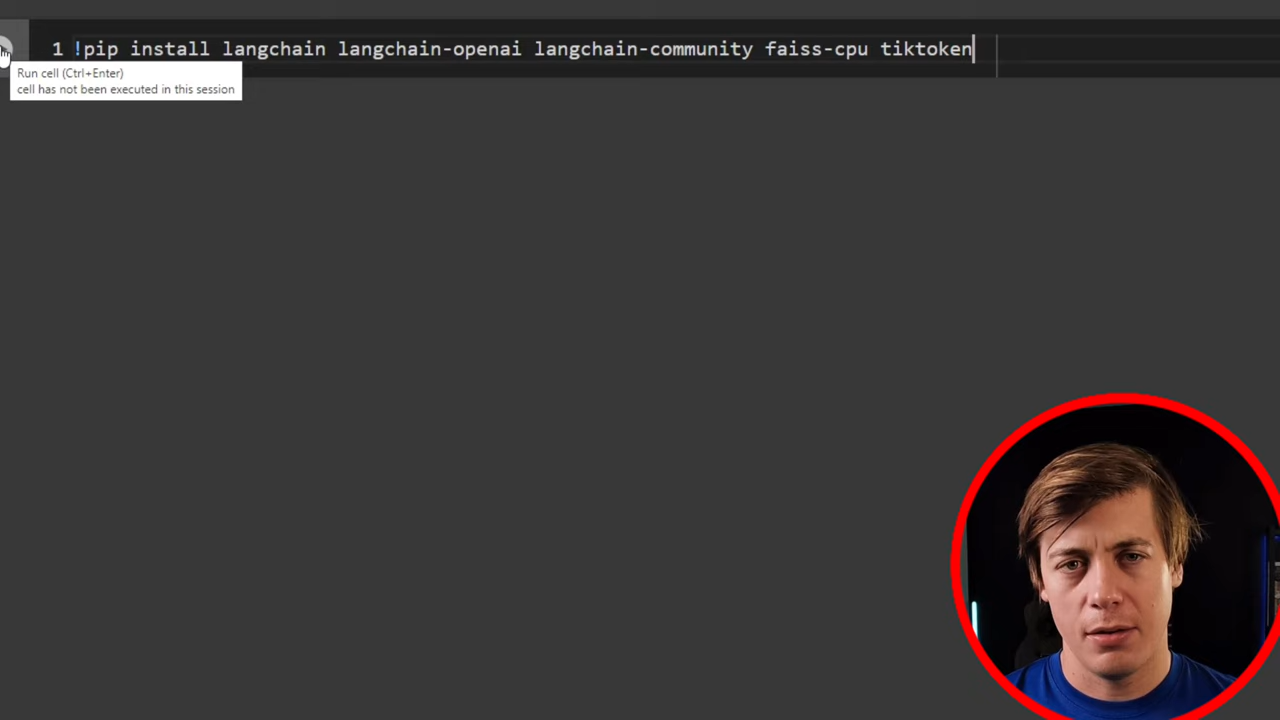 1 !pip install langchain langchain-openai langchain-community faiss-cpu tiktoken
Run cell (Ctrl+Enter)
cell has not been executed in this session